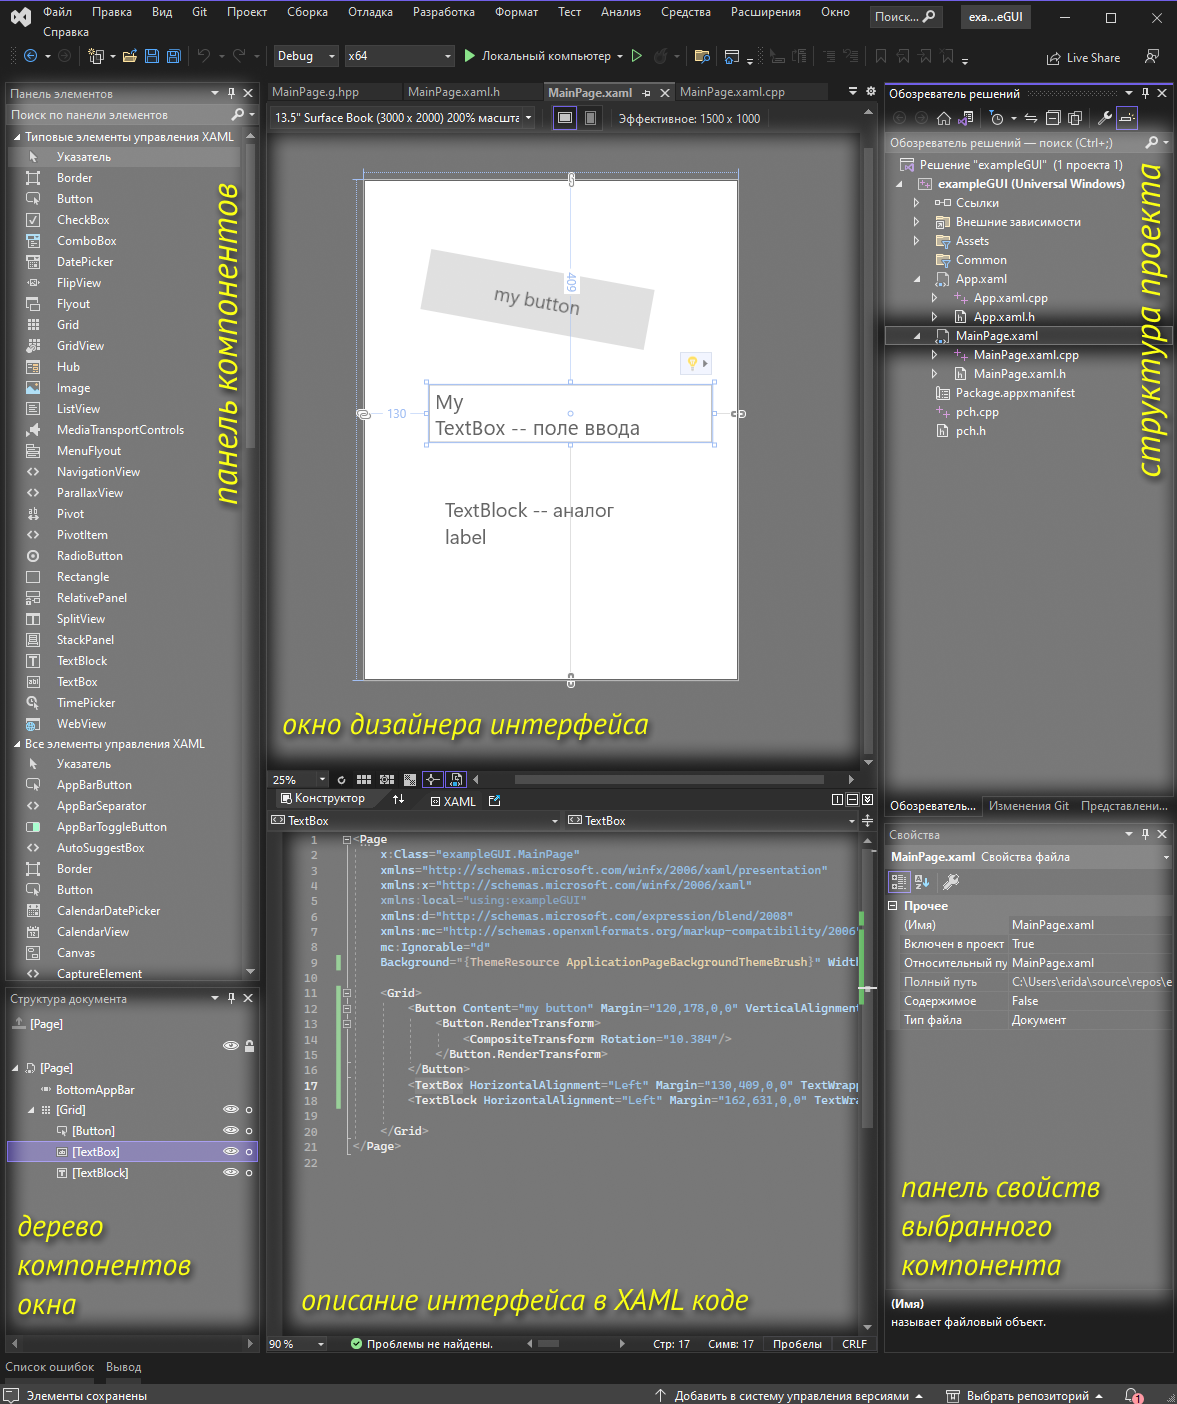 Файл Правка Вид Git Проект Сборка Отладка Разработка Формат Тест Анализ Средства Расширения Окно Поиск... exa...eGUI
Справка
Debug x64 Локальный компьютер Live Share
Панель элементов
Поиск по панели элементов
Типовые элементы управления XAML
Указатель
Border
Button
CheckBox
ComboBox
DatePicker
FlipView
Flyout
Grid
GridView
Hub
Image
ListView
MediaTransportControls
MenuFlyout
NavigationView
ParallaxView
Pivot
PivotItem
RadioButton
Rectangle
RelativePanel
SplitView
StackPanel
TextBlock
TextBox
TimePicker
WebView
Все элементы управления XAML
Указатель
AppBarButton
AppBarSeparator
AppBarToggleButton
AutoSuggestBox
Border
Button
CalendarDatePicker
CalendarView
Canvas
CaptureElement
панель компонентов
Структура документа
[Page]
[Page]
BottomAppBar
[Grid]
[Button]
[TextBox]
[TextBlock]
дерево
компонентов
окна
MainPage.g.hpp MainPage.xaml.h MainPage.xaml MainPage.xaml.cpp
13.5" Surface Book (3000 x 2000) 200% масшта Эффективное: 1500 x 1000
409
my button
130
My
TextBox -- поле ввода
TextBlock -- аналог
label
окно дизайнера интерфейса
25%
Конструктор XAML
TextBox TextBox
1 <Page
2 x:Class="exampleGUI.MainPage"
3 xmlns="http://schemas.microsoft.com/winfx/2006/xaml/presentation"
4 xmlns:x="http://schemas.microsoft.com/winfx/2006/xaml"
5 xmlns:local="using:exampleGUI"
6 xmlns:d="http://schemas.microsoft.com/expression/blend/2008"
7 xmlns:mc="http://schemas.openxmlformats.org/markup-compatibility/2006"
8 mc:Ignorable="d"
9 Background="{ThemeResource ApplicationPageBackgroundThemeBrush}" Width
10
11 <Grid>
12 <Button Content="my button" Margin="120,178,0,0" VerticalAlignment
13 <Button.RenderTransform>
14 <CompositeTransform Rotation="10.384"/>
15 </Button.RenderTransform>
16 </Button>
17 <TextBox HorizontalAlignment="Left" Margin="130,409,0,0" TextWrapp
18 <TextBlock HorizontalAlignment="Left" Margin="162,631,0,0" TextWra
19
20 </Grid>
21 </Page>
22
описание интерфейса в XAML коде
90 % Проблемы не найдены. Стр: 17 Симв: 17 Пробелы CRLF
Обозреватель решений
Обозреватель решений — поиск (Ctrl+;)
Решение "exampleGUI" (1 проекта 1)
exampleGUI (Universal Windows)
Ссылки
Внешние зависимости
Assets
Common
App.xaml
App.xaml.cpp
App.xaml.h
MainPage.xaml
MainPage.xaml.cpp
MainPage.xaml.h
Package.appxmanifest
pch.cpp
pch.h
структура проекта
Обозреватель... Изменения Git Представлени...
Свойства
MainPage.xaml Свойства файла
Прочее
(Имя) MainPage.xaml
Включен в проект True
Относительный пу MainPage.xaml
Полный путь C:\Users\erida\source\repos\e
Содержимое False
Тип файла Документ
панель свойств
выбранного
компонента
(Имя)
называет файловый объект.
Список ошибок Вывод
Элементы сохранены Добавить в систему управления версиями Выбрать репозиторий 1